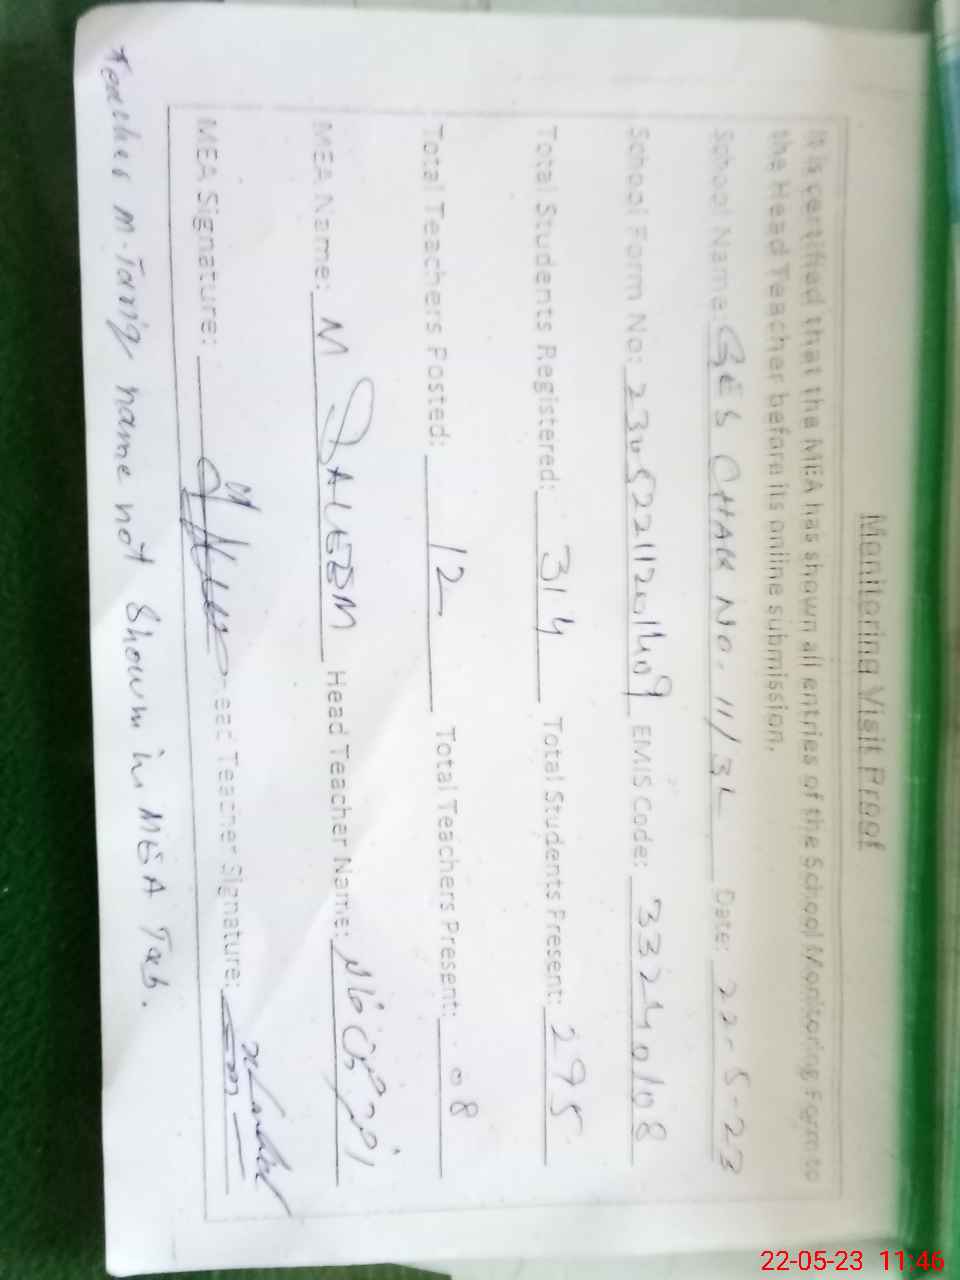 Monitoring Visit Proof
It is certified that the MEA has shown all entries of the School Monitoring Form to
the Head Teacher before its online submission.
School Name: GES CHAK NO. 11/3L Date: 22-5-23
School Form No: EMIS Code: 33240108
Total Students Registered: 314 Total Students Present: 295
Total Teachers Posted: 12 Total Teachers Present: 08
MEA Name: M SALEEM Head Teacher Name:
MEA Signature: Head Teacher Signature:
Teacher M. Tariq name not Shown in MEA Tab.
22-05-23 11:46